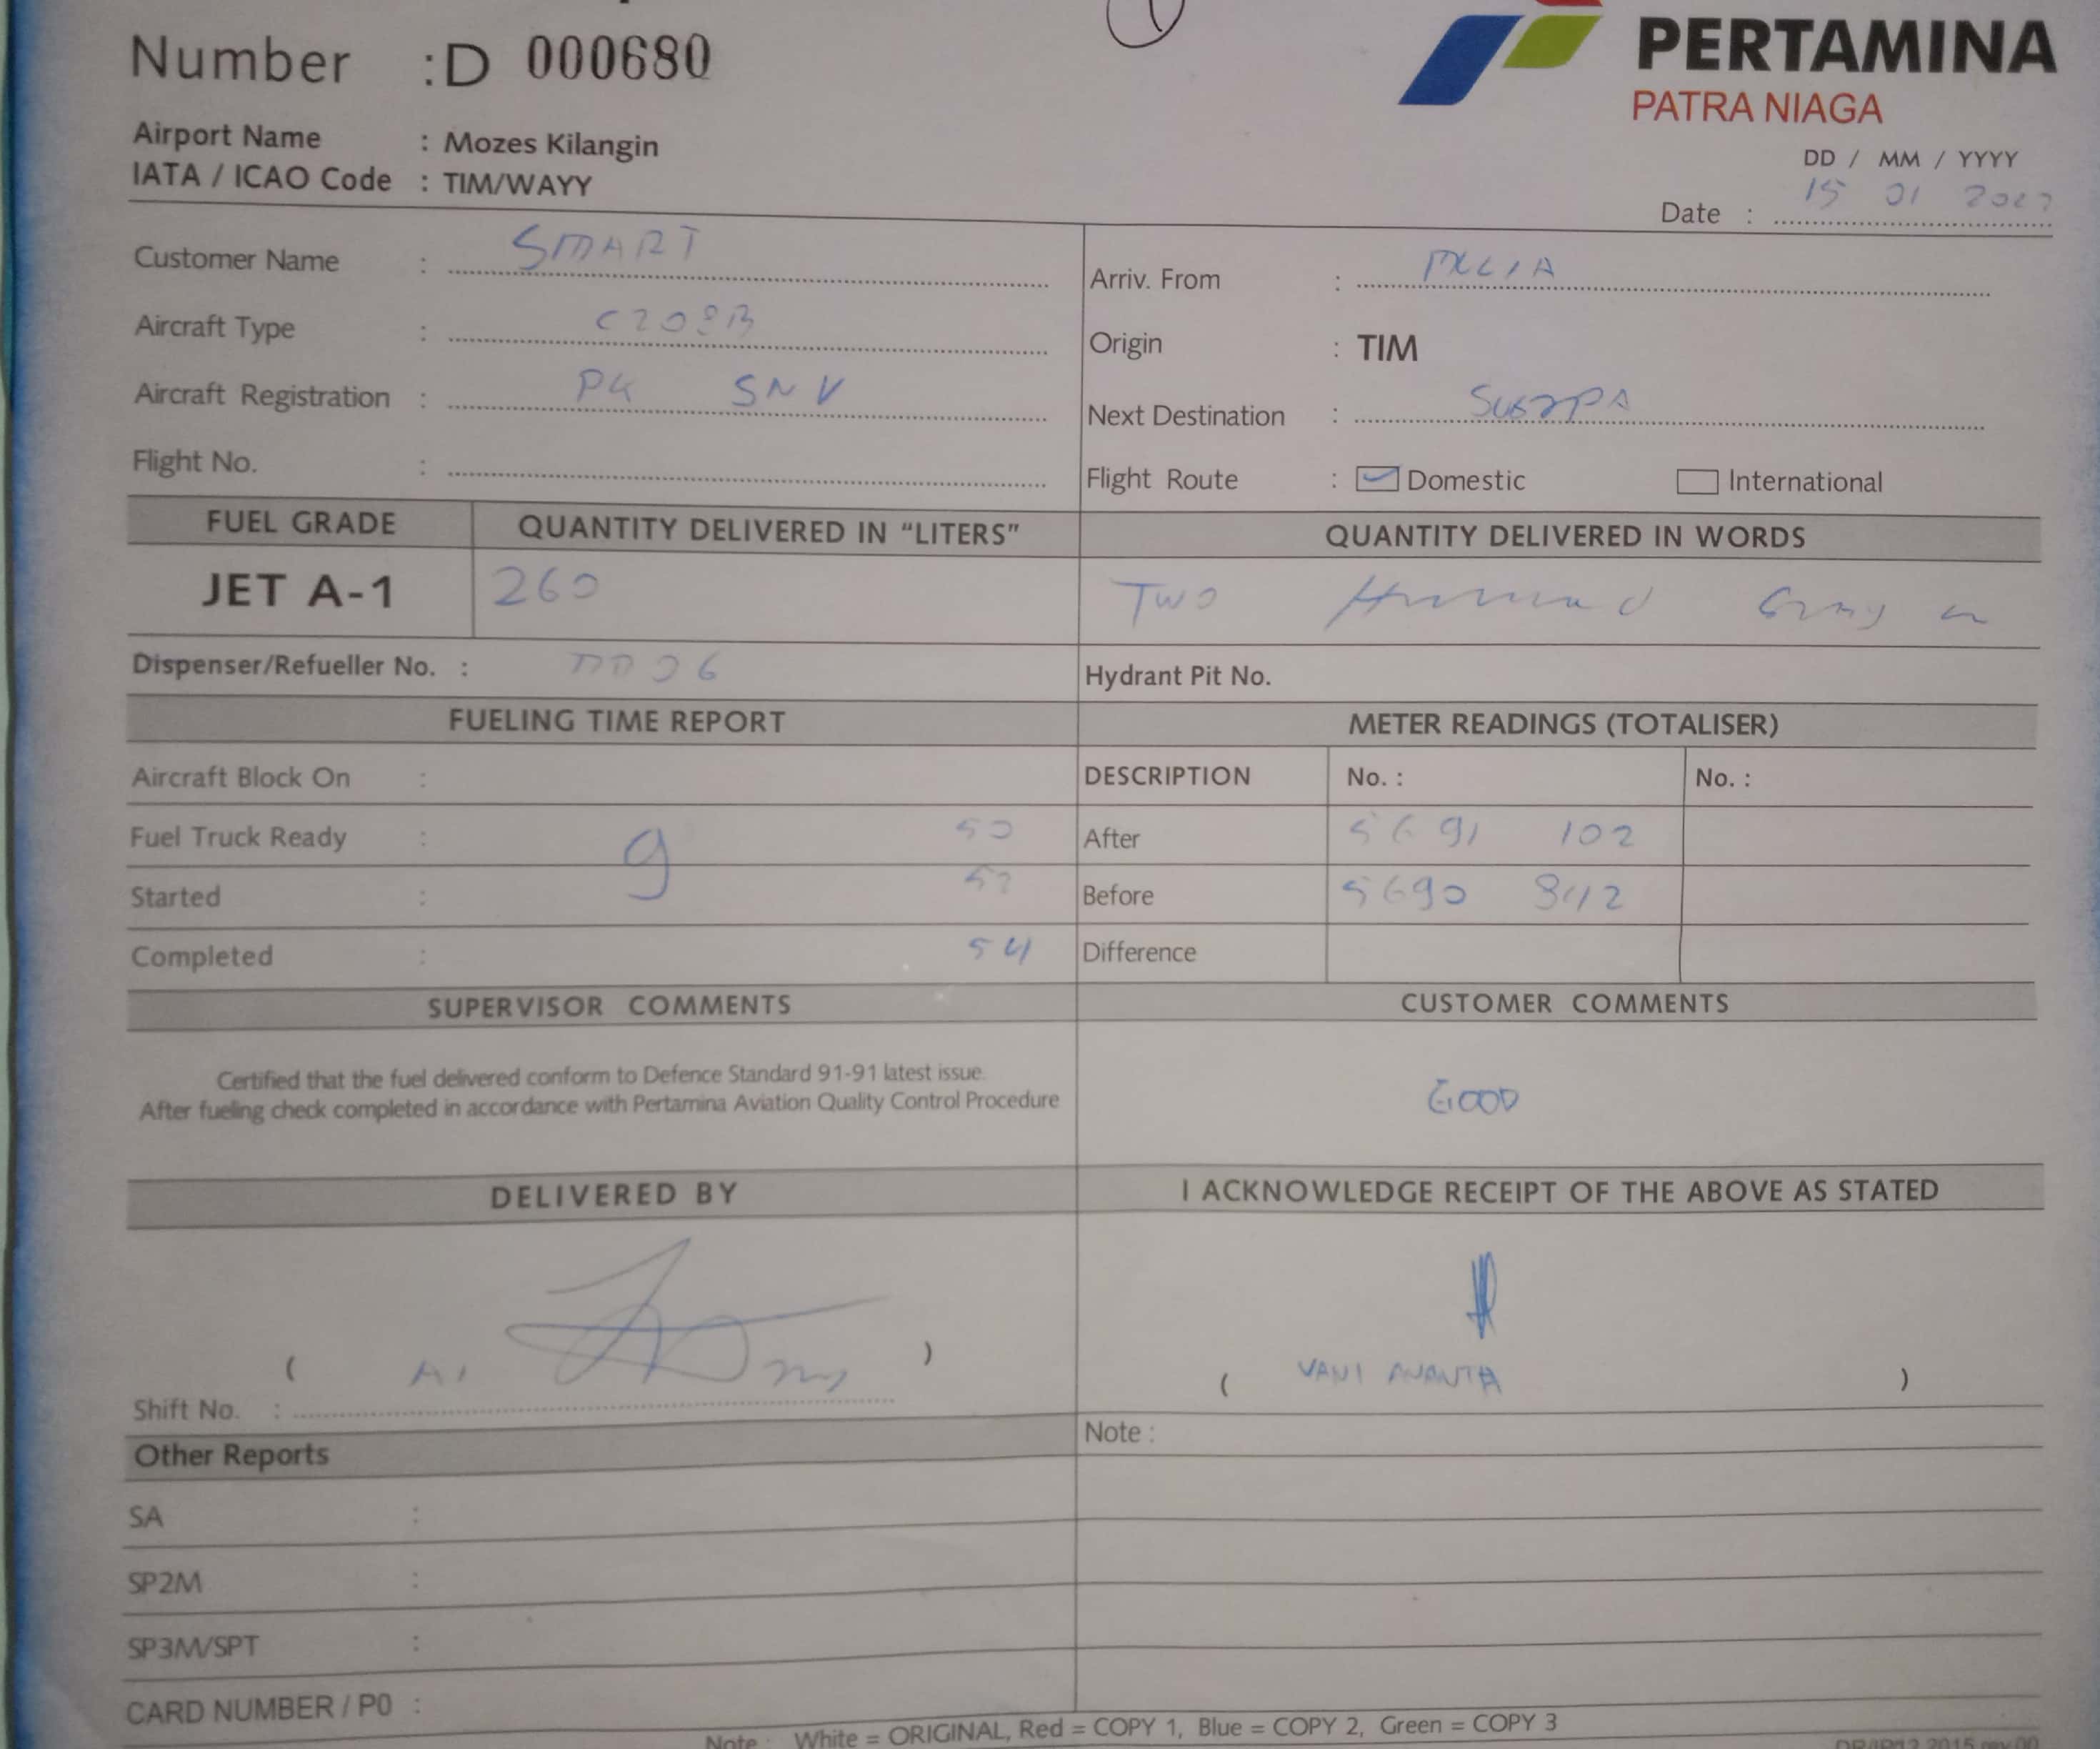 Number : D 000680
PERTAMINA
PATRA NIAGA
Airport Name : Mozes Kilangin
IATA / ICAO Code : TIM/WAYY
DD / MM / YYYY
Date : 15 01
Customer Name : SMART
Arriv. From :
Aircraft Type : C208B
Origin : TIM
Aircraft Registration : PK SNV
Next Destination :
Flight No. :
Flight Route : Domestic International
FUEL GRADE QUANTITY DELIVERED IN “LITERS” QUANTITY DELIVERED IN WORDS
JET A-1 260 Two Hundred
Dispenser/Refueller No. :
Hydrant Pit No.
FUELING TIME REPORT METER READINGS (TOTALISER)
Aircraft Block On :
DESCRIPTION No. : No. :
Fuel Truck Ready : 9 50
After 5691 102
Started :
Before 5690 842
Completed : 54
Difference
SUPERVISOR COMMENTS CUSTOMER COMMENTS
Certified that the fuel delivered conform to Defence Standard 91-91 latest issue.
After fueling check completed in accordance with Pertamina Aviation Quality Control Procedure
GOOD
DELIVERED BY I ACKNOWLEDGE RECEIPT OF THE ABOVE AS STATED
( )
( )
Shift No. :
Note :
Other Reports
SA :
SP2M :
SP3M/SPT :
CARD NUMBER / P0 :
Note : White = ORIGINAL, Red = COPY 1, Blue = COPY 2, Green = COPY 3